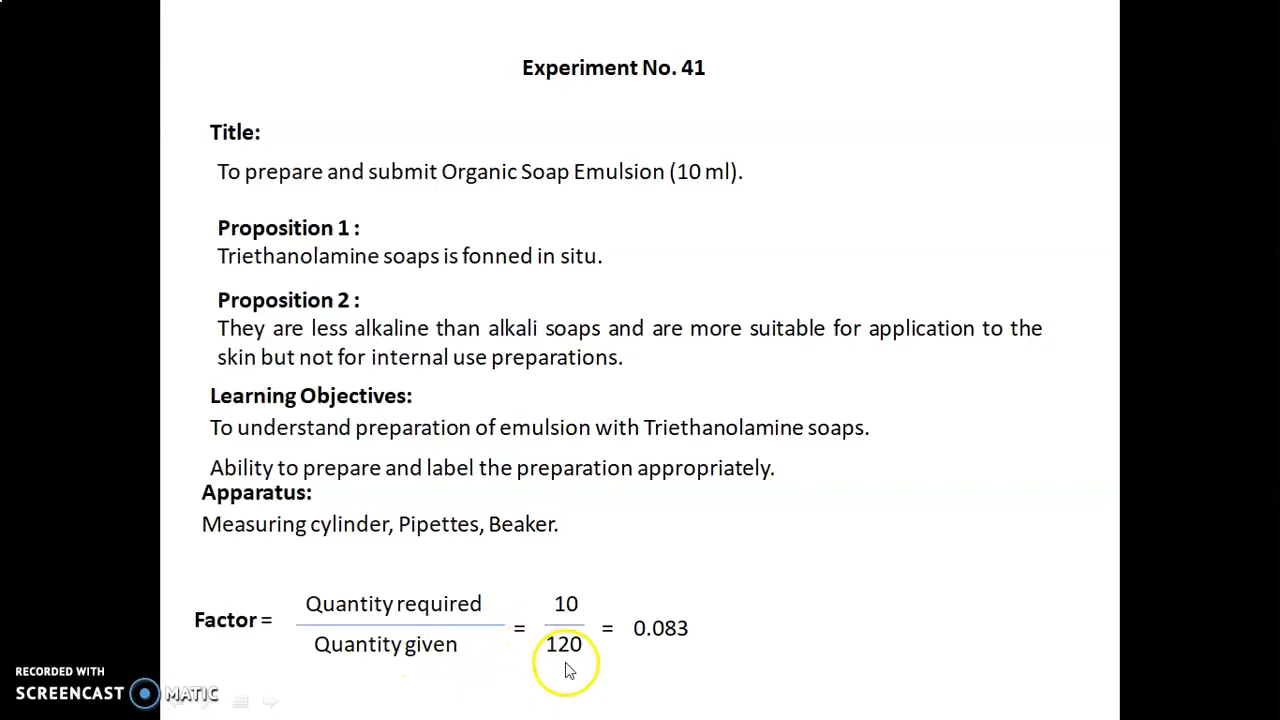 Experiment No. 41
Title:
To prepare and submit Organic Soap Emulsion (10 ml).
Proposition 1 :
Triethanolamine soaps is fonned in situ.
Proposition 2 :
They are less alkaline than alkali soaps and are more suitable for application to the
skin but not for internal use preparations.
Learning Objectives:
To understand preparation of emulsion with Triethanolamine soaps.
Ability to prepare and label the preparation appropriately.
Apparatus:
Measuring cylinder, Pipettes, Beaker.
Quantity required 10
Factor = = = 0.083
Quantity given 120
RECORDED WITH
SCREENCAST MATIC